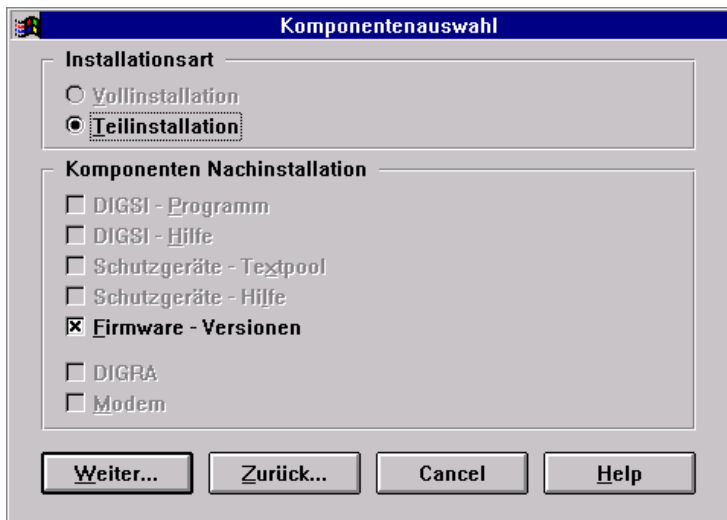 Komponentenauswahl
Installationsart
Vollinstallation
Teilinstallation
Komponenten Nachinstallation
DIGSI - Programm
DIGSI - Hilfe
Schutzgeräte - Textpool
Schutzgeräte - Hilfe
Firmware - Versionen
DIGRA
Modem
Weiter... Zurück... Cancel Help